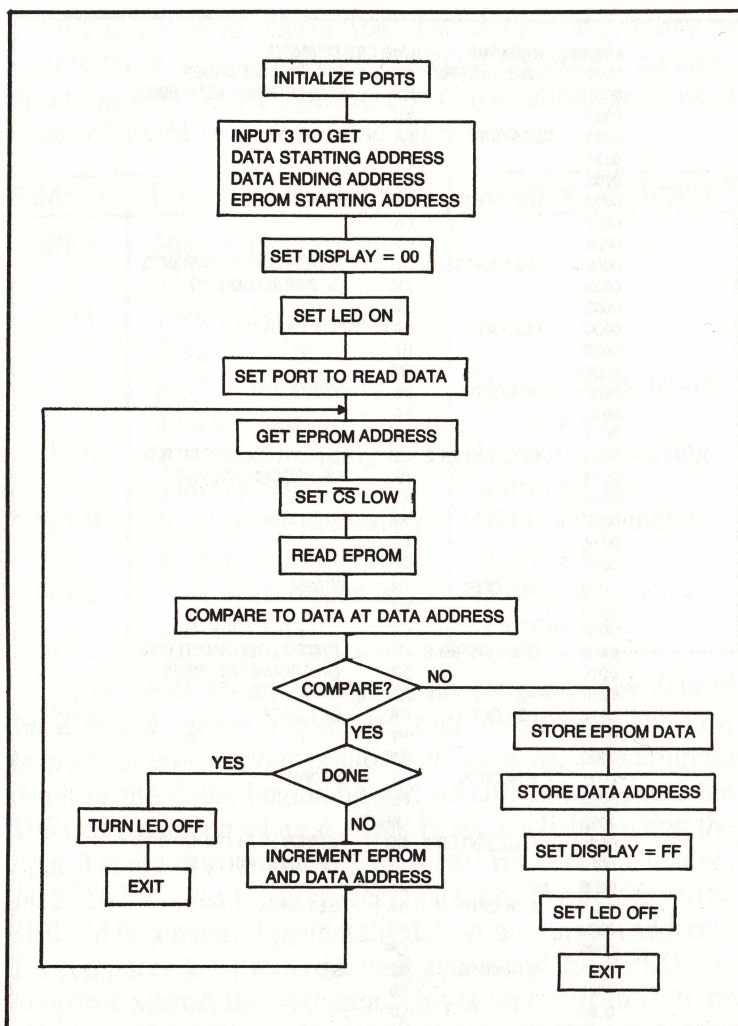 INITIALIZE PORTS
INPUT 3 TO GET
DATA STARTING ADDRESS
DATA ENDING ADDRESS
EPROM STARTING ADDRESS
SET DISPLAY = 00
SET LED ON
SET PORT TO READ DATA
GET EPROM ADDRESS
SET C̅S̅ LOW
READ EPROM
COMPARE TO DATA AT DATA ADDRESS
COMPARE?
NO
YES
YES
DONE
NO
TURN LED OFF
EXIT
INCREMENT EPROM
AND DATA ADDRESS
STORE EPROM DATA
STORE DATA ADDRESS
SET DISPLAY = FF
SET LED OFF
EXIT